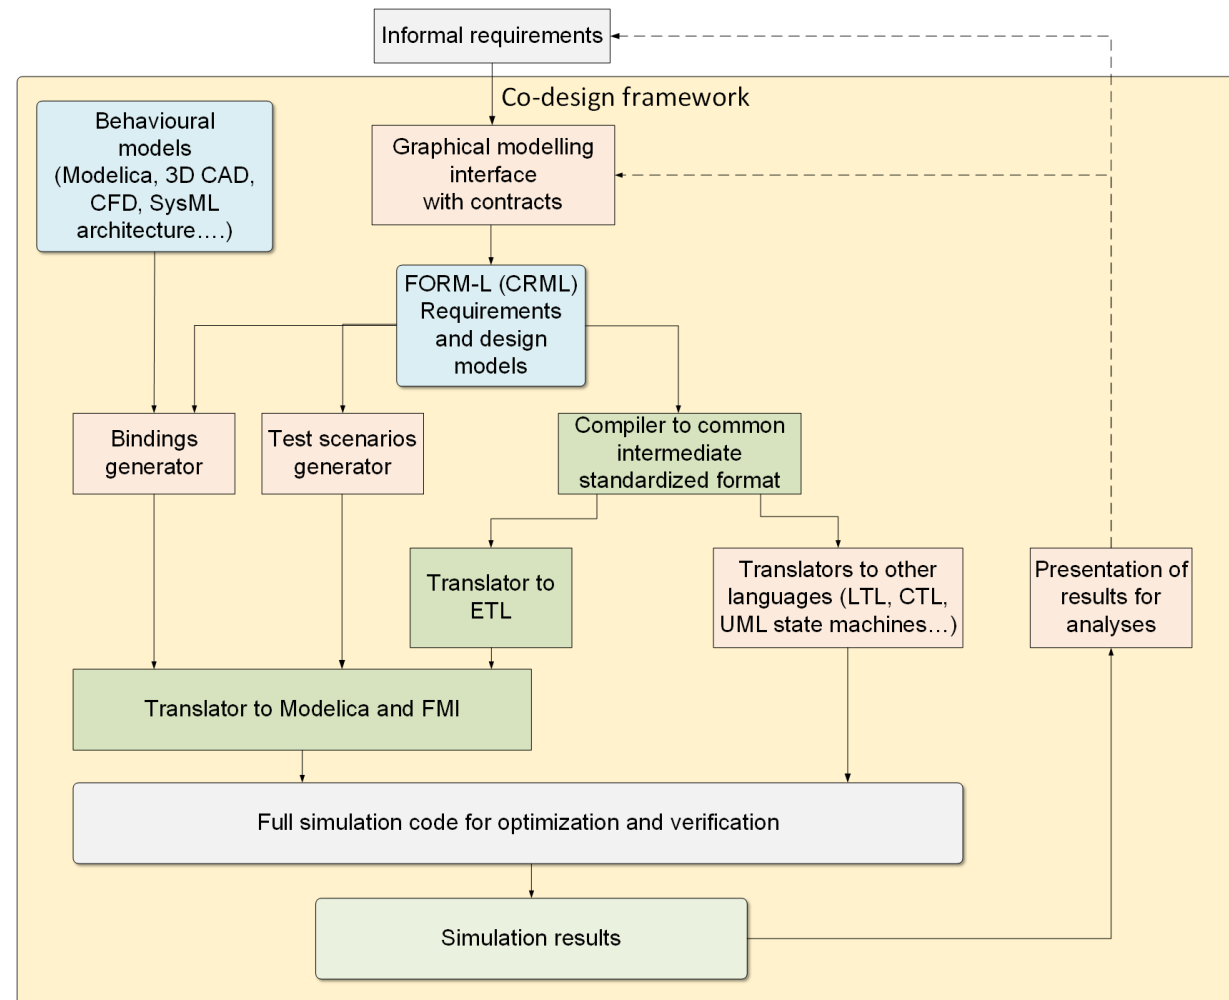 Informal requirements
Co-design framework
Behavioural
models
(Modelica, 3D CAD,
CFD, SysML
architecture….)
Graphical modelling
interface
with contracts
FORM-L (CRML)
Requirements
and design
models
Bindings
generator
Test scenarios
generator
Compiler to common
intermediate
standardized format
Translator to
ETL
Translators to other
languages (LTL, CTL,
UML state machines…)
Presentation of
results for
analyses
Translator to Modelica and FMI
Full simulation code for optimization and verification
Simulation results